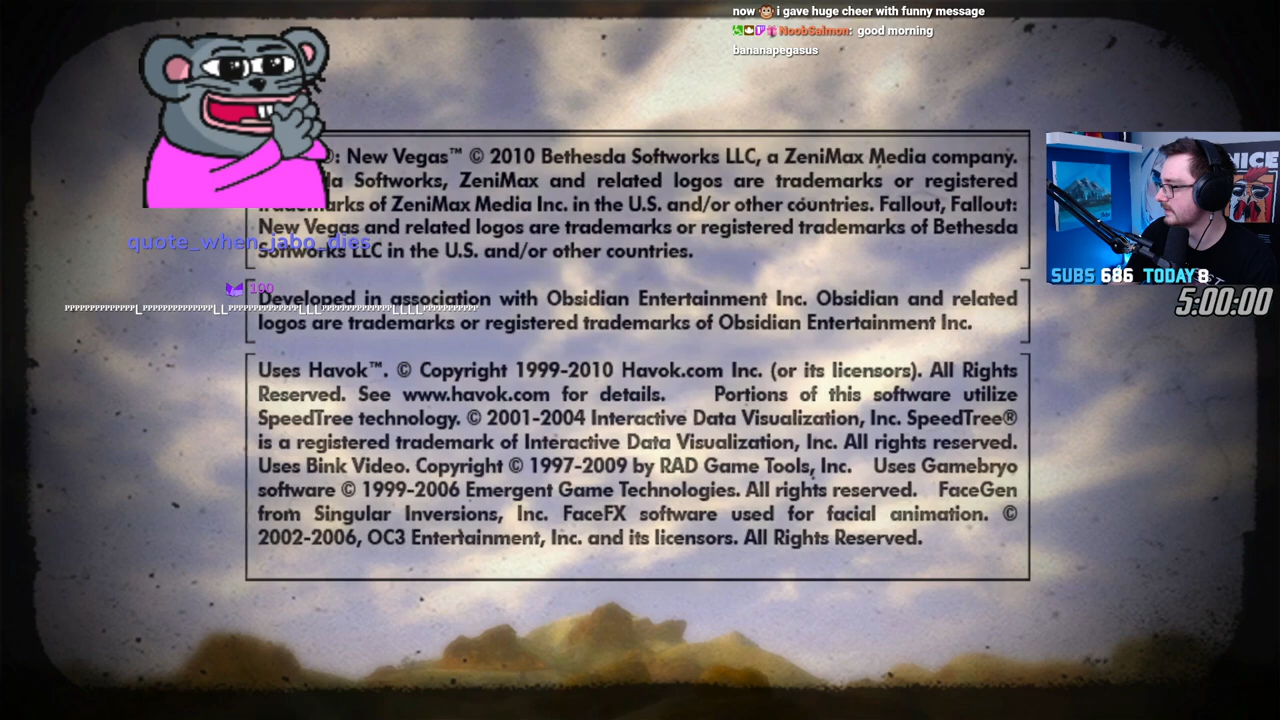 now 🐵 i gave huge cheer with funny message
NoobSalmon: good morning
bananapegasus
: New Vegas™ © 2010 Bethesda Softworks LLC, a ZeniMax Media company.
Softworks, ZeniMax and related logos are trademarks or registered
trademarks of ZeniMax Media Inc. in the U.S. and/or other countries. Fallout, Fallout:
New Vegas and related logos are trademarks or registered trademarks of Bethesda
quote_when_jabo_dies
Softworks LLC in the U.S. and/or other countries.
100
Developed in association with Obsidian Entertainment Inc. Obsidian and related
logos are trademarks or registered trademarks of Obsidian Entertainment Inc.
Uses Havok™. © Copyright 1999-2010 Havok.com Inc. (or its licensors). All Rights
Reserved. See www.havok.com for details. Portions of this software utilize
SpeedTree technology. © 2001-2004 Interactive Data Visualization, Inc. SpeedTree®
is a registered trademark of Interactive Data Visualization, Inc. All rights reserved.
Uses Bink Video. Copyright © 1997-2009 by RAD Game Tools, Inc. Uses Gamebryo
software © 1999-2006 Emergent Game Technologies. All rights reserved. FaceGen
from Singular Inversions, Inc. FaceFX software used for facial animation. ©
2002-2006, OC3 Entertainment, Inc. and its licensors. All Rights Reserved.
NICE
SUBS 686 TODAY 8
5:00:00